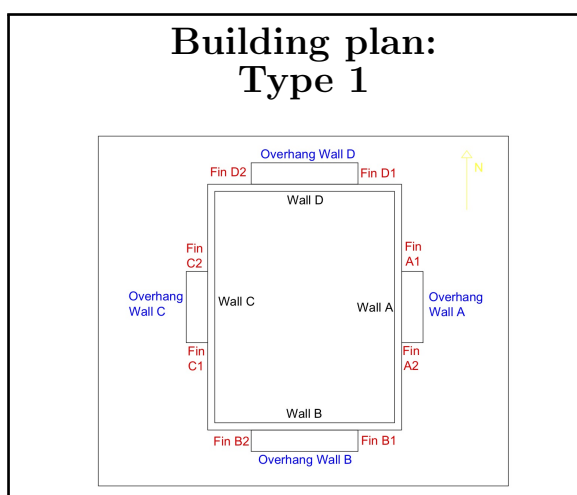 Building plan:
Type 1
Overhang Wall D
Fin D2
Fin D1
N
Wall D
Fin
C2
Fin
A1
Overhang
Wall C
Wall C
Wall A
Overhang
Wall A
Fin
C1
Fin
A2
Wall B
Fin B2
Fin B1
Overhang Wall B